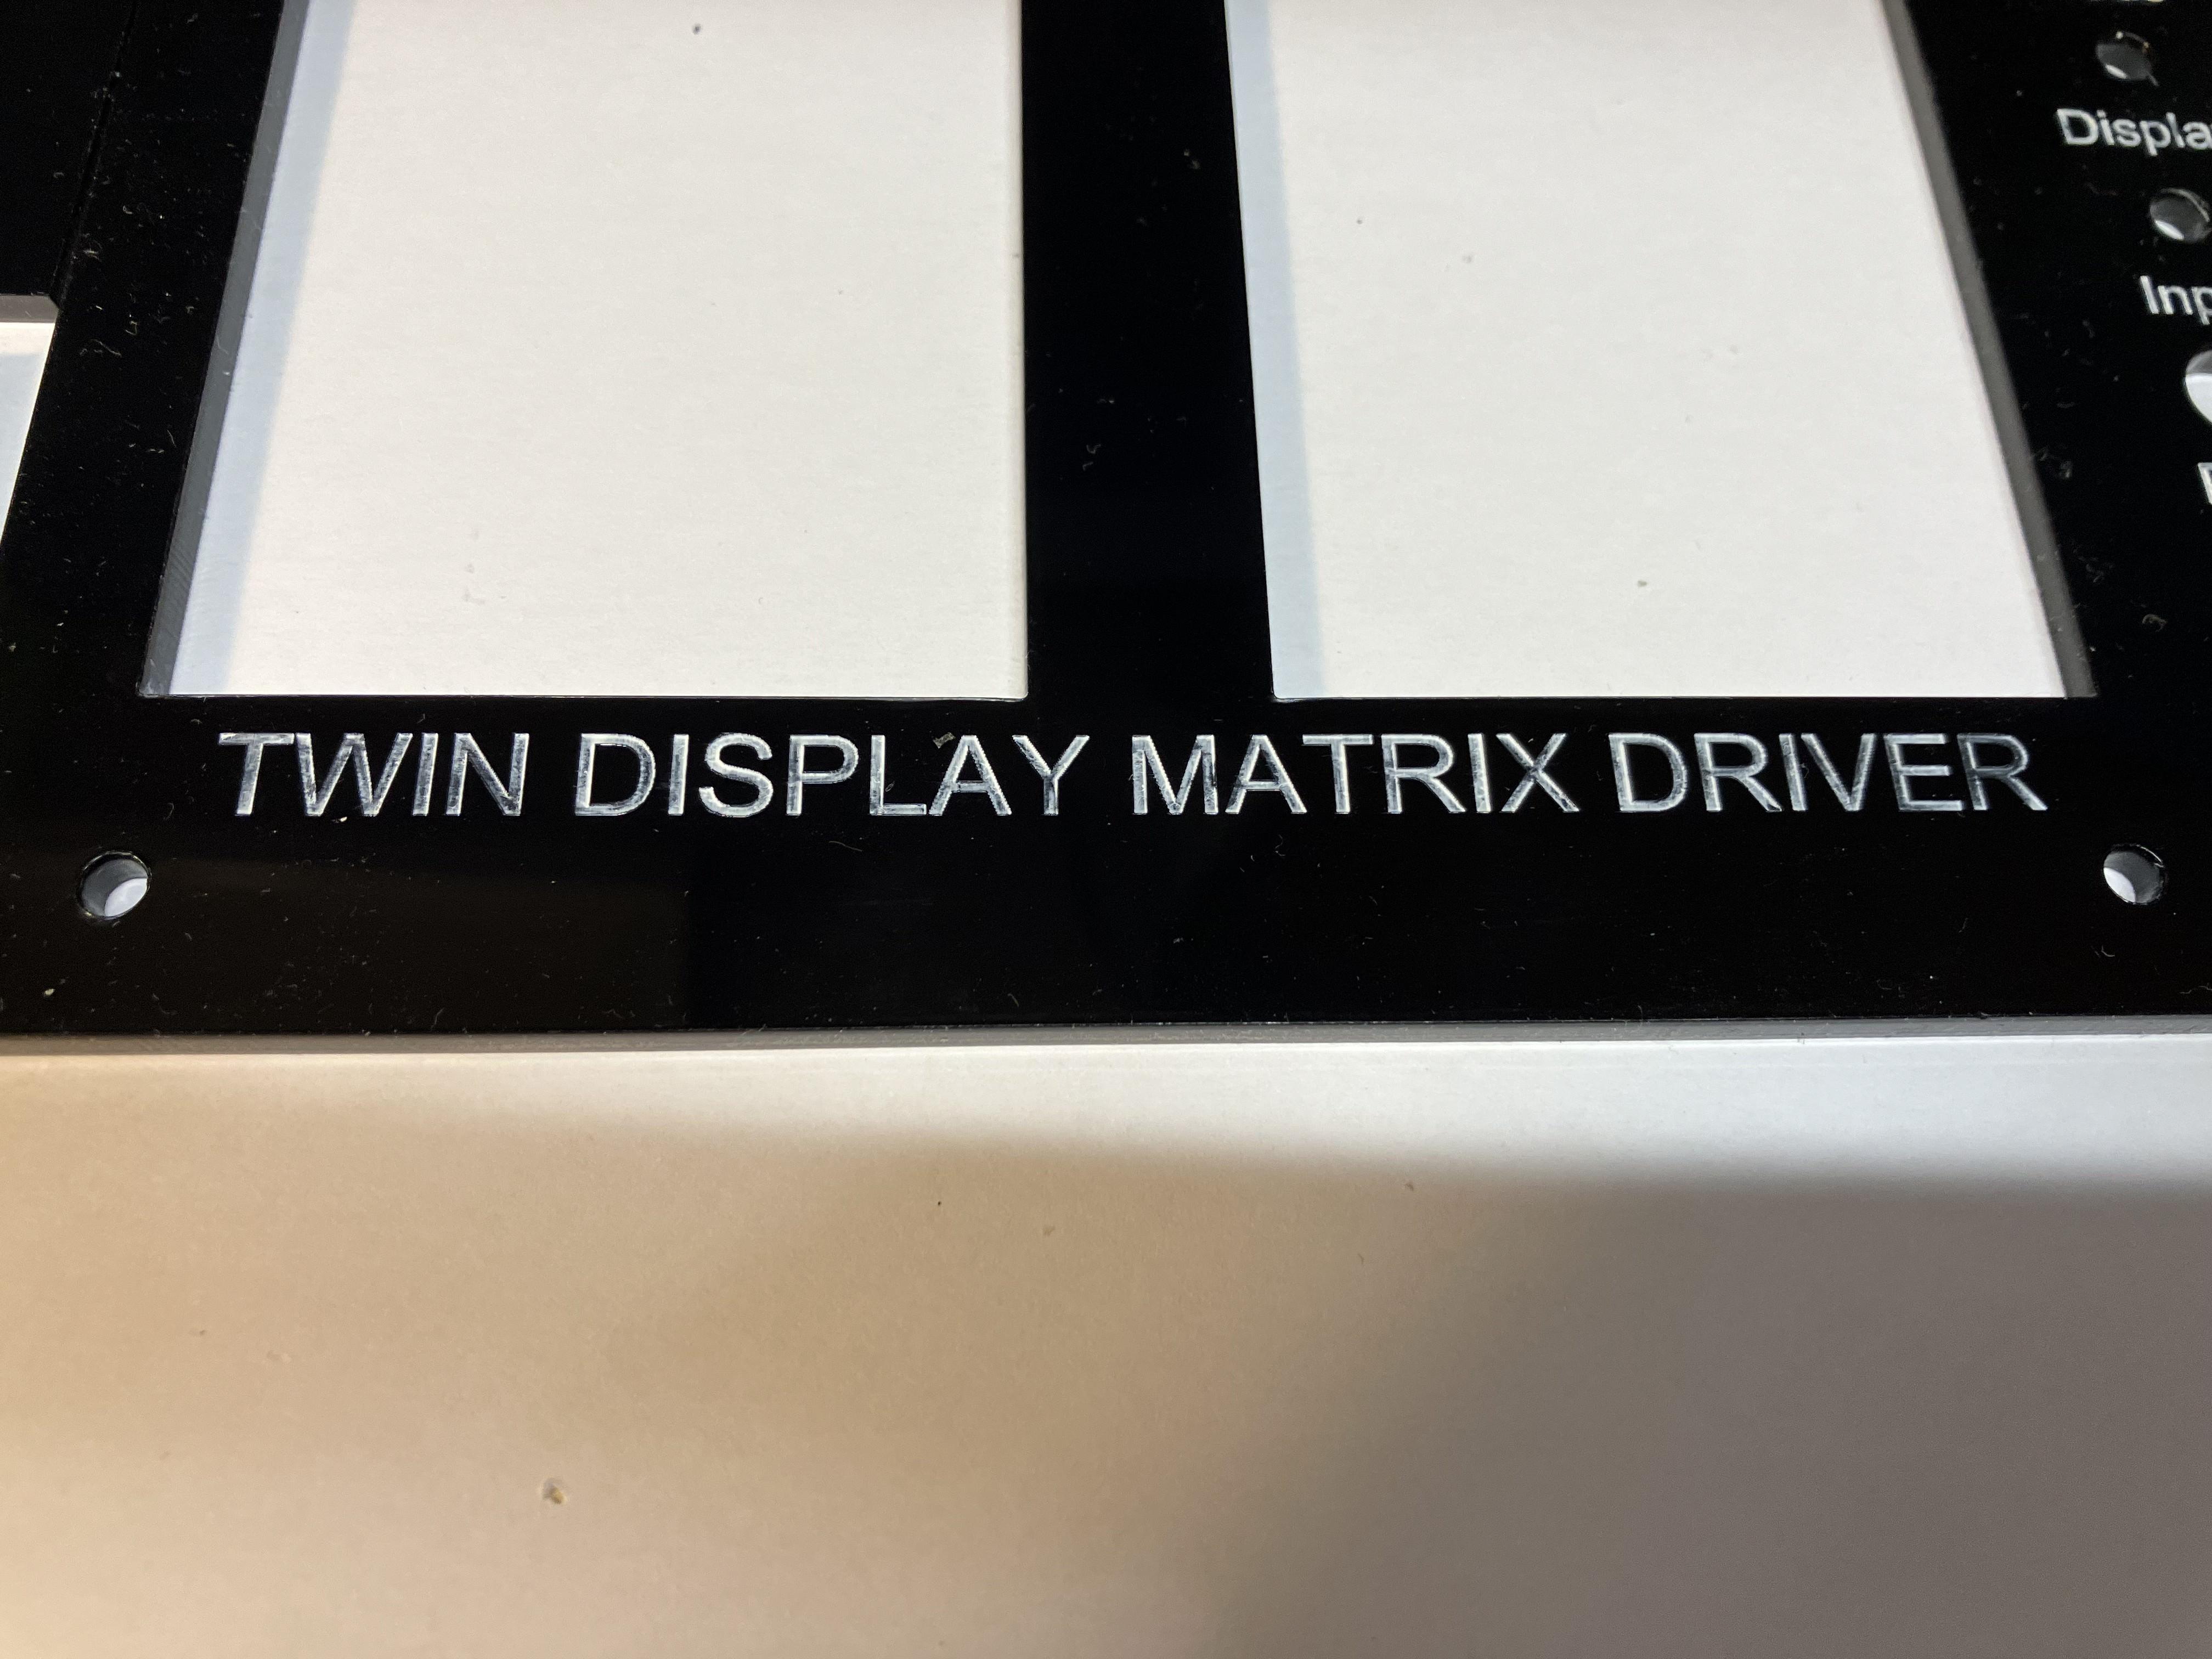 TWIN DISPLAY MATRIX DRIVER